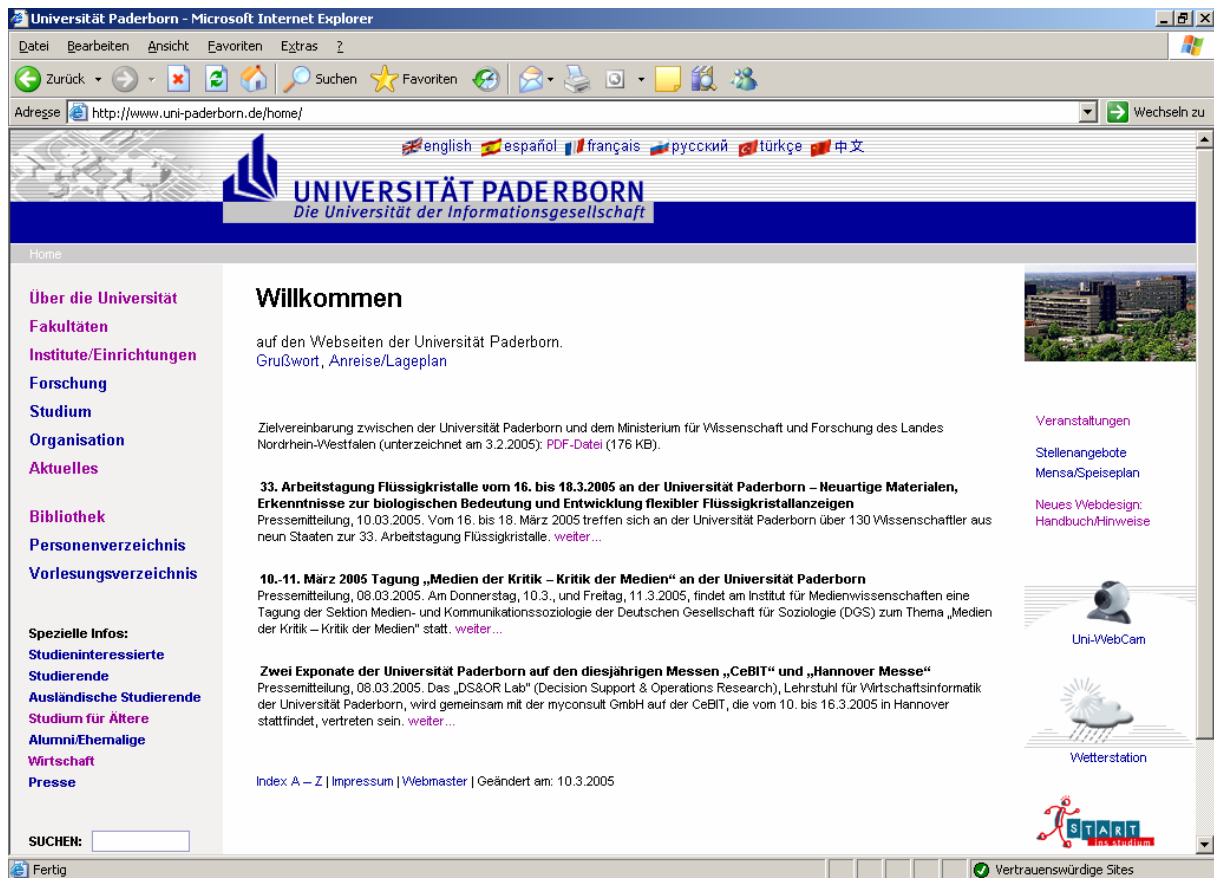 Universität Paderborn - Microsoft Internet Explorer
Datei Bearbeiten Ansicht Favoriten Extras ?
Zurück Suchen Favoriten
Adresse http://www.uni-paderborn.de/home/ Wechseln zu
english español français русский türkçe 中文
UNIVERSITÄT PADERBORN
Die Universität der Informationsgesellschaft
Home
Über die Universität
Fakultäten
Institute/Einrichtungen
Forschung
Studium
Organisation
Aktuelles
Bibliothek
Personenverzeichnis
Vorlesungsverzeichnis
Spezielle Infos:
Studieninteressierte
Studierende
Ausländische Studierende
Studium für Ältere
Alumni/Ehemalige
Wirtschaft
Presse
SUCHEN:
Willkommen
auf den Webseiten der Universität Paderborn.
Grußwort, Anreise/Lageplan
Zielvereinbarung zwischen der Universität Paderborn und dem Ministerium für Wissenschaft und Forschung des Landes
Nordrhein-Westfalen (unterzeichnet am 3.2.2005): PDF-Datei (176 KB).
33. Arbeitstagung Flüssigkristalle vom 16. bis 18.3.2005 an der Universität Paderborn – Neuartige Materialen,
Erkenntnisse zur biologischen Bedeutung und Entwicklung flexibler Flüssigkristallanzeigen
Pressemitteilung, 10.03.2005. Vom 16. bis 18. März 2005 treffen sich an der Universität Paderborn über 130 Wissenschaftler aus
neun Staaten zur 33. Arbeitstagung Flüssigkristalle. weiter...
10.-11. März 2005 Tagung „Medien der Kritik – Kritik der Medien“ an der Universität Paderborn
Pressemitteilung, 08.03.2005. Am Donnerstag, 10.3., und Freitag, 11.3.2005, findet am Institut für Medienwissenschaften eine
Tagung der Sektion Medien- und Kommunikationssoziologie der Deutschen Gesellschaft für Soziologie (DGS) zum Thema „Medien
der Kritik – Kritik der Medien" statt. weiter...
Zwei Exponate der Universität Paderborn auf den diesjährigen Messen „CeBIT“ und „Hannover Messe“
Pressemitteilung, 08.03.2005. Das „DS&OR Lab“ (Decision Support & Operations Research), Lehrstuhl für Wirtschaftsinformatik
der Universität Paderborn, wird gemeinsam mit der myconsult GmbH auf der CeBIT, die vom 10. bis 16.3.2005 in Hannover
stattfindet, vertreten sein. weiter...
Index A – Z | Impressum | Webmaster | Geändert am: 10.3.2005
Veranstaltungen
Stellenangebote
Mensa/Speiseplan
Neues Webdesign:
Handbuch/Hinweise
Uni-WebCam
Wetterstation
START
ins studium
Fertig Vertrauenswürdige Sites